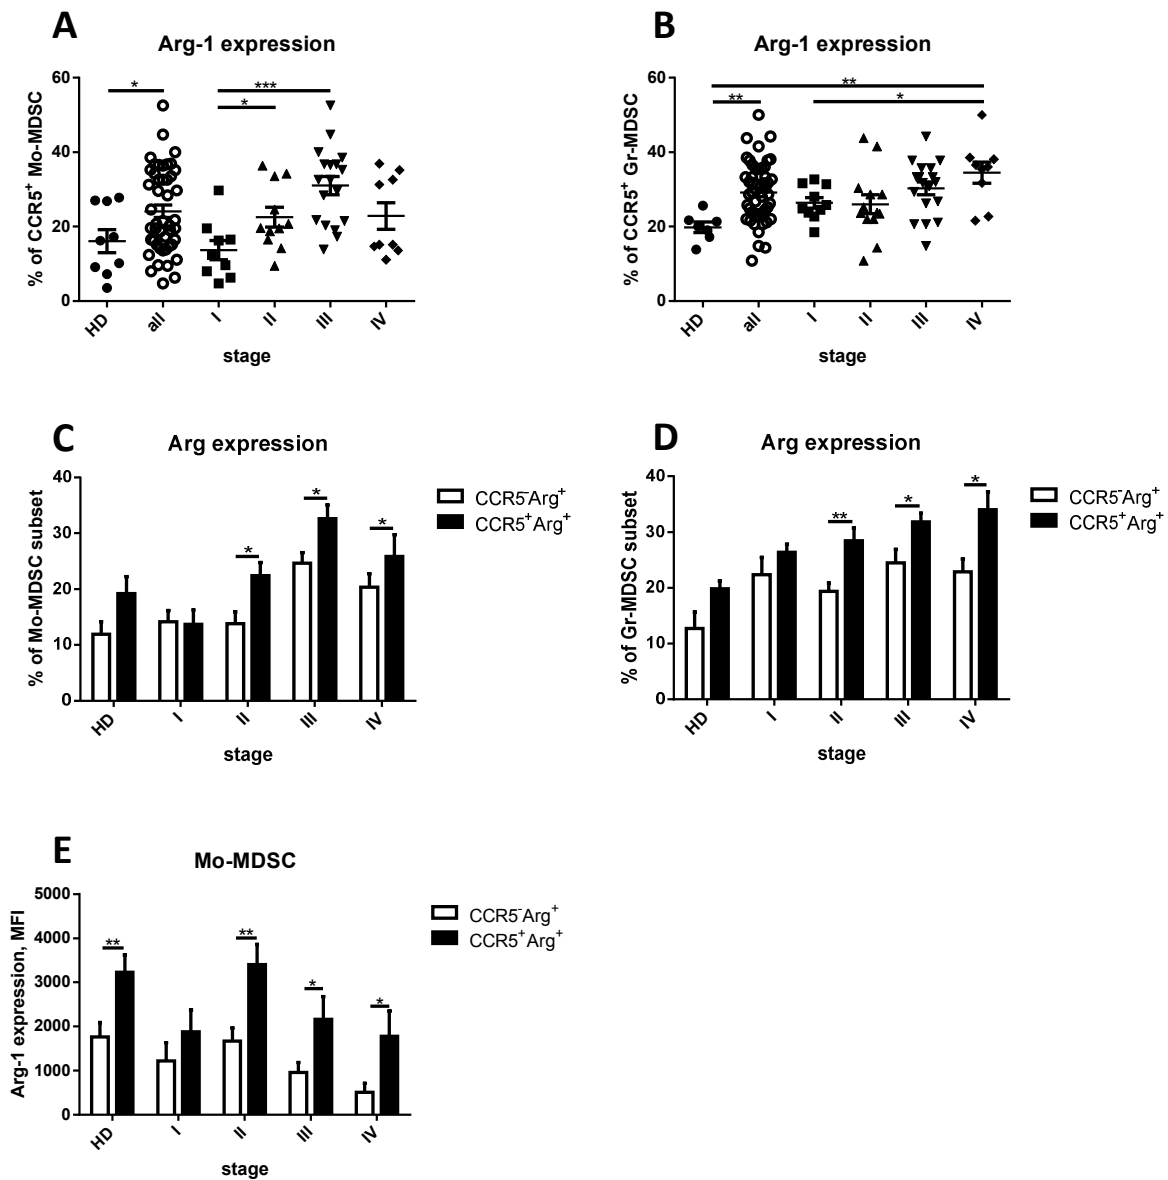 A
Arg-1 expression
% of CCR5+ Mo-MDSC
60
40
20
0
*
***
*
HD
all
I
II
III
IV
stage
B
Arg-1 expression
% of CCR5+ Gr-MDSC
60
40
20
0
**
**
*
HD
all
I
II
III
IV
stage
C
Arg expression
% of Mo-MDSC subset
40
30
20
10
0
*
*
*
HD
I
II
III
IV
stage
CCR5-Arg+
CCR5+Arg+
D
Arg expression
% of Gr-MDSC subset
40
30
20
10
0
**
*
*
HD
I
II
III
IV
stage
CCR5-Arg+
CCR5+Arg+
E
Mo-MDSC
Arg-1 expression, MFI
5000
4000
3000
2000
1000
0
**
**
*
*
HD
I
II
III
IV
stage
CCR5-Arg+
CCR5+Arg+